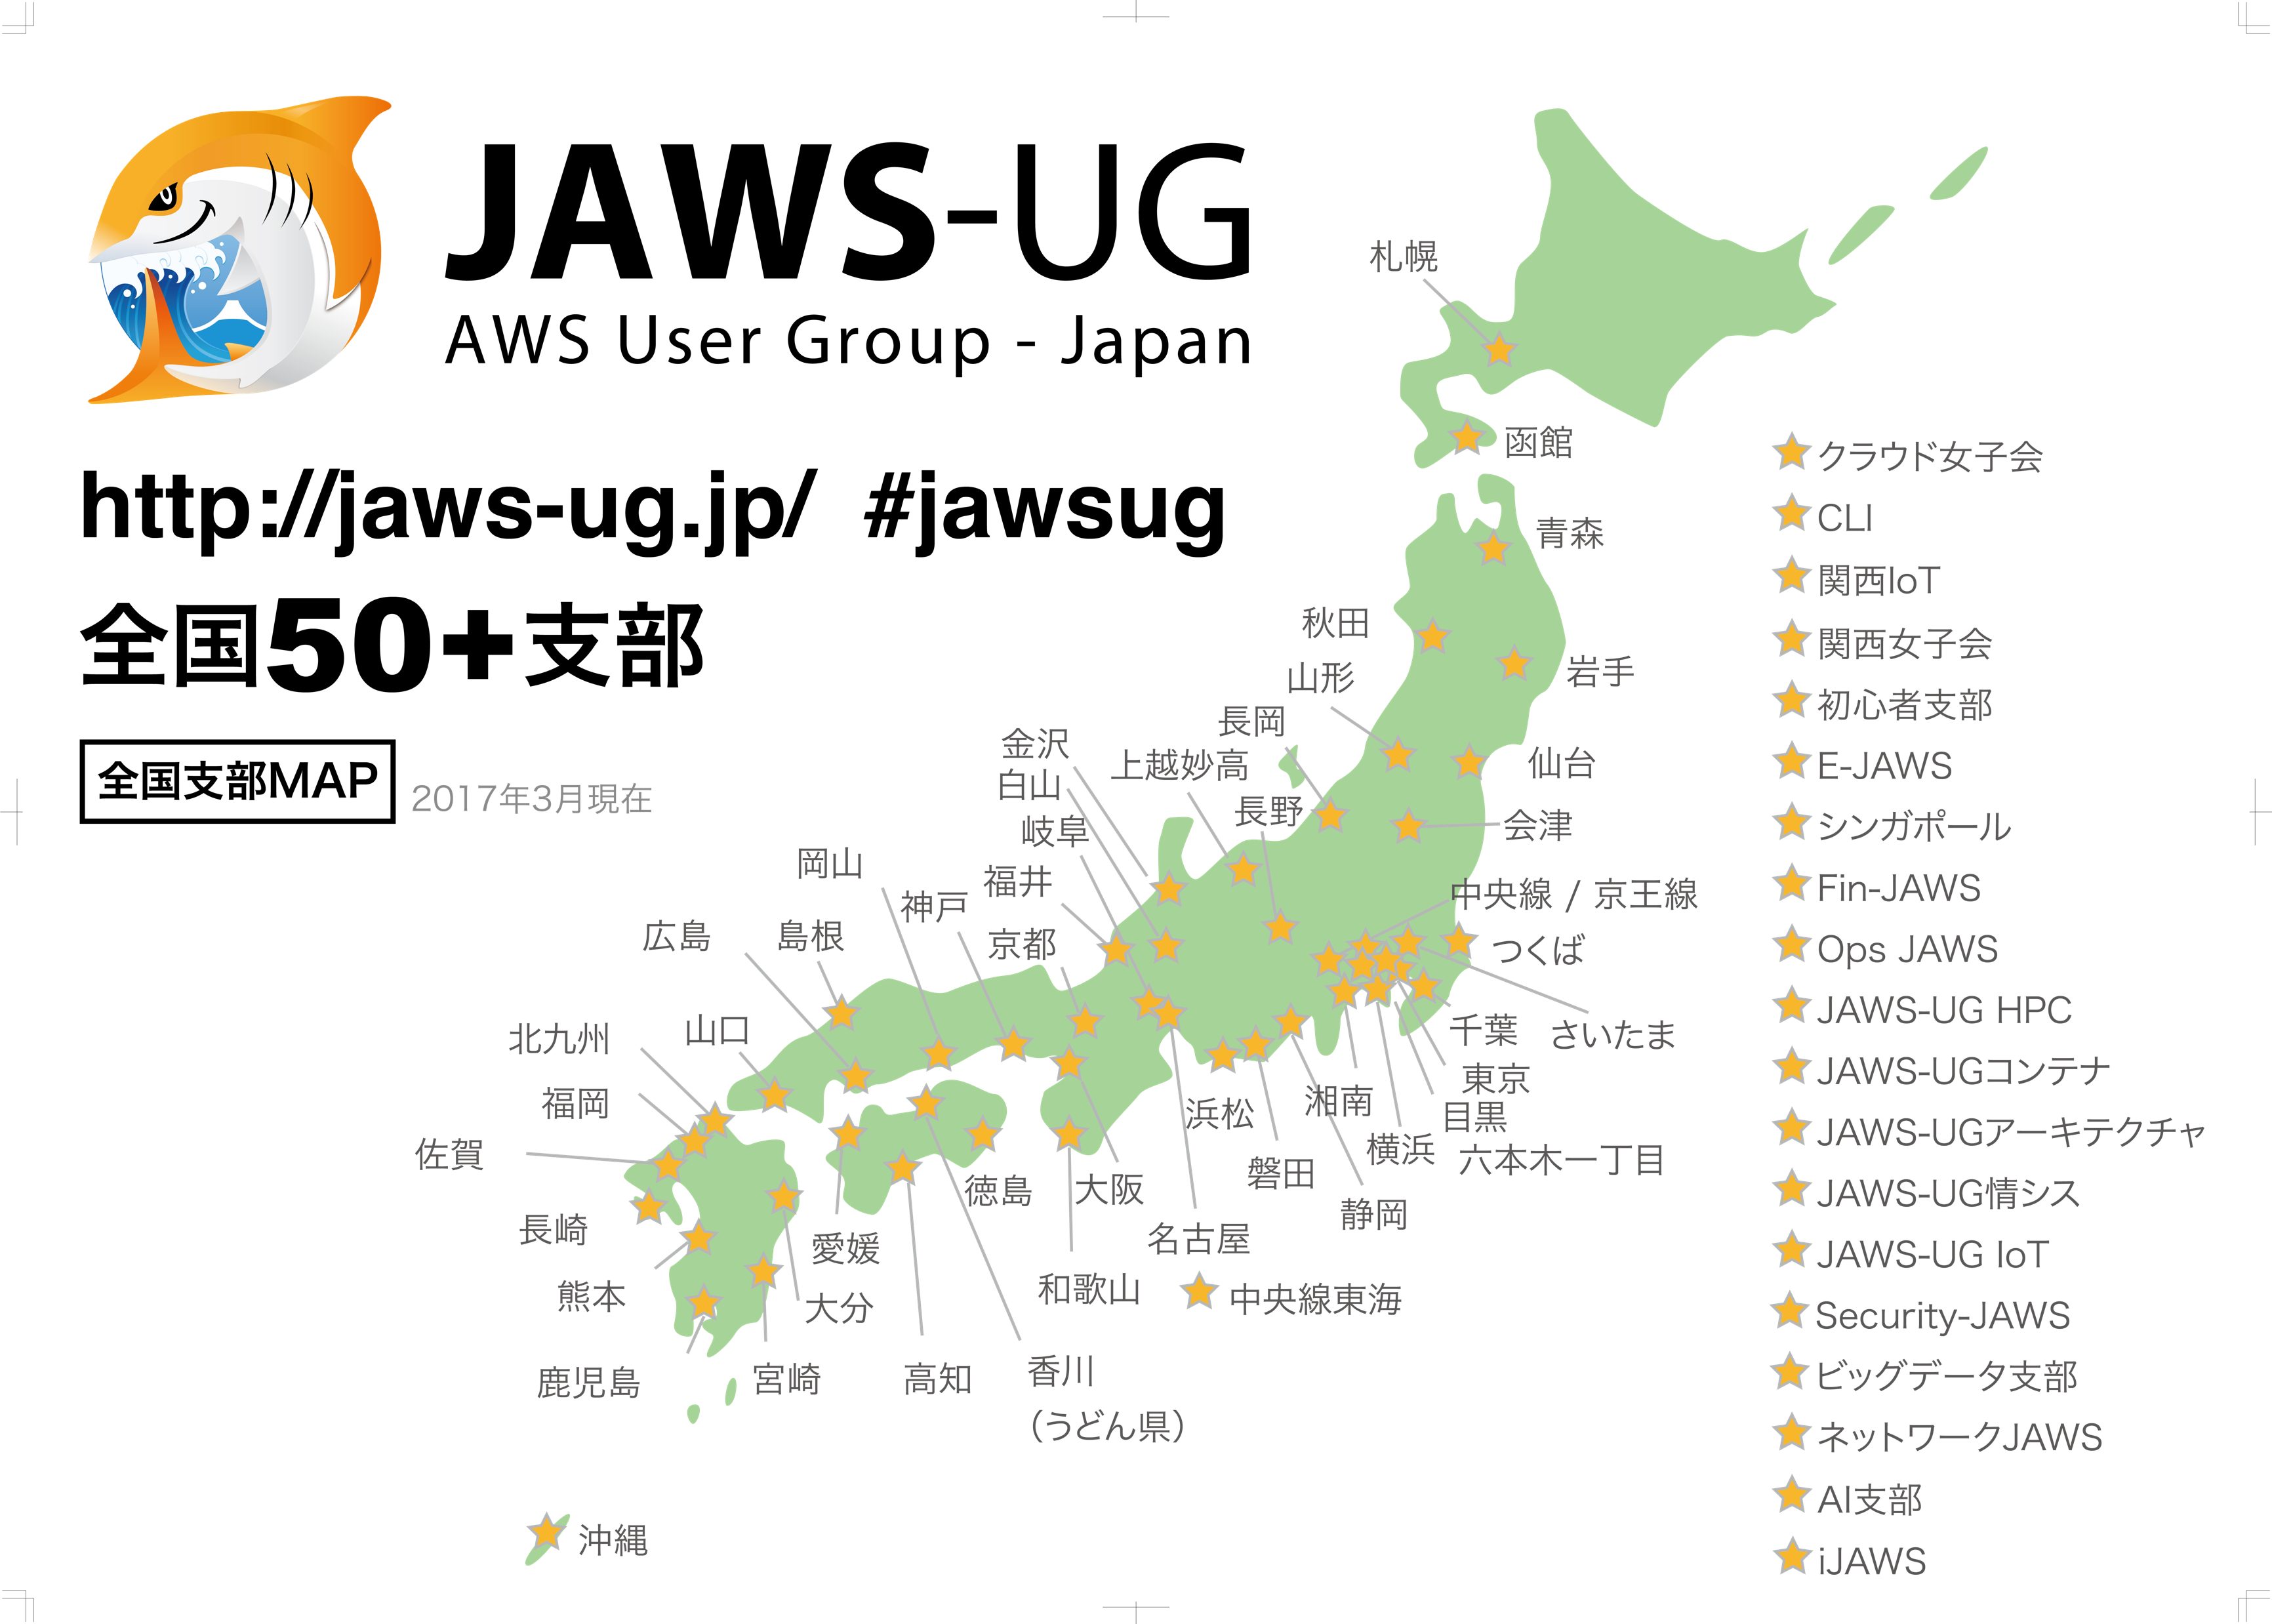 JAWS-UG
AWS User Group - Japan
http://jaws-ug.jp/ #jawsug
全国50+支部
全国支部MAP
2017年3月現在
札幌
函館
青森
秋田
岩手
山形
長岡
仙台
金沢
上越妙高
白山
長野
会津
岐阜
岡山
福井
神戸
中央線 / 京王線
広島
島根
京都
つくば
北九州
山口
千葉
さいたま
東京
福岡
浜松
湘南
目黒
佐賀
横浜
六本木一丁目
磐田
徳島
大阪
静岡
長崎
愛媛
名古屋
熊本
大分
和歌山
中央線東海
鹿児島
宮崎
高知
香川
（うどん県）
沖縄
クラウド女子会
CLI
関西IoT
関西女子会
初心者支部
E-JAWS
シンガポール
Fin-JAWS
Ops JAWS
JAWS-UG HPC
JAWS-UGコンテナ
JAWS-UGアーキテクチャ
JAWS-UG情シス
JAWS-UG IoT
Security-JAWS
ビッグデータ支部
ネットワークJAWS
AI支部
iJAWS